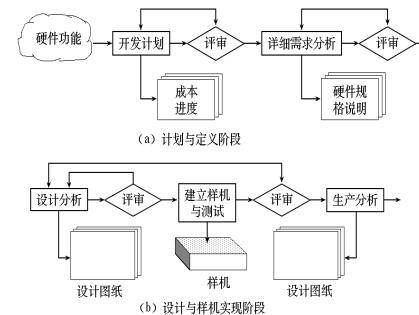 硬件功能
开发计划
评审
详细需求分析
评审
成本
进度
硬件规
格说明
(a) 计划与定义阶段
设计分析
评审
建立样机
与测试
评审
生产分析
设计图纸
样机
设计图纸
(b) 设计与样机实现阶段